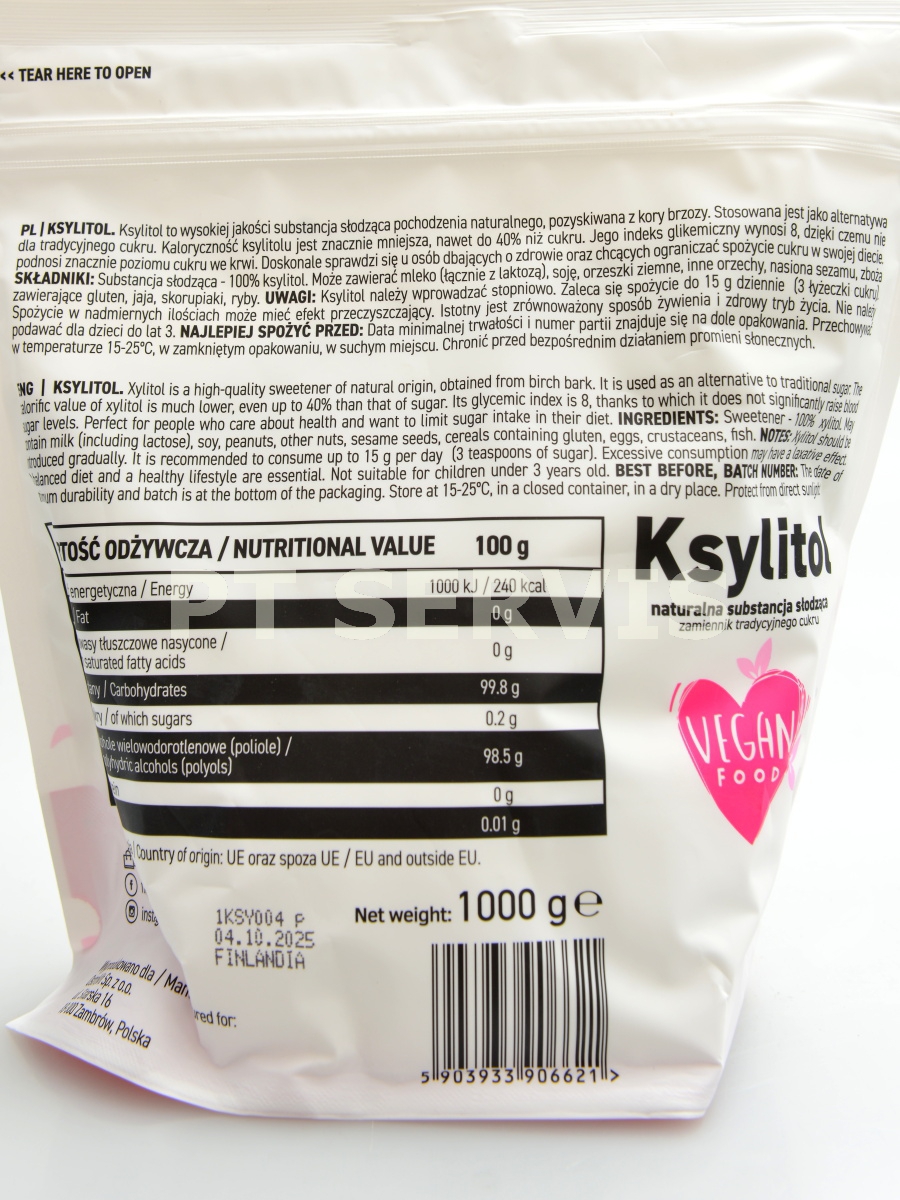 << TEAR HERE TO OPEN
PL | KSYLITOL. Ksylitol to wysokiej jakości substancja słodząca pochodzenia naturalnego, pozyskiwana z kory brzozy. Stosowana jest jako alternatywa
dla tradycyjnego cukru. Kaloryczność ksylitolu jest znacznie mniejsza, nawet do 40% niż cukru. Jego indeks glikemiczny wynosi 8, dzięki czemu nie
podnosi znacznie poziomu cukru we krwi. Doskonale sprawdzi się u osób dbających o zdrowie oraz chcących ograniczać spożycie cukru w swojej diecie.
SKŁADNIKI: Substancja słodząca - 100% ksylitol. Może zawierać mleko (łącznie z laktozą), soję, orzeszki ziemne, inne orzechy, nasiona sezamu, zboża
zawierające gluten, jaja, skorupiaki, ryby. UWAGI: Ksylitol należy wprowadzać stopniowo. Zaleca się spożycie do 15 g dziennie (3 łyżeczki cukru)
Spożycie w nadmiernych ilościach może mieć efekt przeczyszczający. Istotny jest zrównoważony sposób żywienia i zdrowy tryb życia. Nie należy
podawać dla dzieci do lat 3. NAJLEPIEJ SPOŻYĆ PRZED: Data minimalnej trwałości i numer partii znajduje się na dole opakowania. Przechowywać
w temperaturze 15-25°C, w zamkniętym opakowaniu, w suchym miejscu. Chronić przed bezpośrednim działaniem promieni słonecznych.
ENG | KSYLITOL. Xylitol is a high-quality sweetener of natural origin, obtained from birch bark. It is used as an alternative to traditional sugar. The
alorific value of xylitol is much lower, even up to 40% than that of sugar. Its glycemic index is 8, thanks to which it does not significantly raise blood
ugar levels. Perfect for people who care about health and want to limit sugar intake in their diet. INGREDIENTS: Sweetener - 100% xylitol. May
ntain milk (including lactose), soy, peanuts, other nuts, sesame seeds, cereals containing gluten, eggs, crustaceans, fish. NOTES: Xylitol should be
troduced gradually. It is recommended to consume up to 15 g per day (3 teaspoons of sugar). Excessive consumption may have a laxative effect.
alanced diet and a healthy lifestyle are essential. Not suitable for children under 3 years old. BEST BEFORE, BATCH NUMBER: The date of
um durability and batch is at the bottom of the packaging. Store at 15-25°C, in a closed container, in a dry place. Protect from direct sunlight
TOŚĆ ODŻYWCZA / NUTRITIONAL VALUE 100 g
energetyczna / Energy 1000 kJ / 240 kcal
Fat 0 g
wasy tłuszczowe nasycone /
saturated fatty acids 0 g
any / Carbohydrates 99.8 g
ry / of which sugars 0.2 g
hole wielowodorotlenowe (poliole) /
lyhydric alcohols (polyols) 98.5 g
0 g
0.01 g
Ksylitol
naturalna substancja słodząca
zamiennik tradycyjnego cukru
VEGAN
FOOD
PT SERVIS
Country of origin: UE oraz spoza UE / EU and outside EU.
instg
1KSY004 P
04.10.2025
FINLANDIA
Net weight: 1000 g e
dla / Man
red for:
Sp. z o.o.
16
Zambrów, Polska
5 903933 906621 >